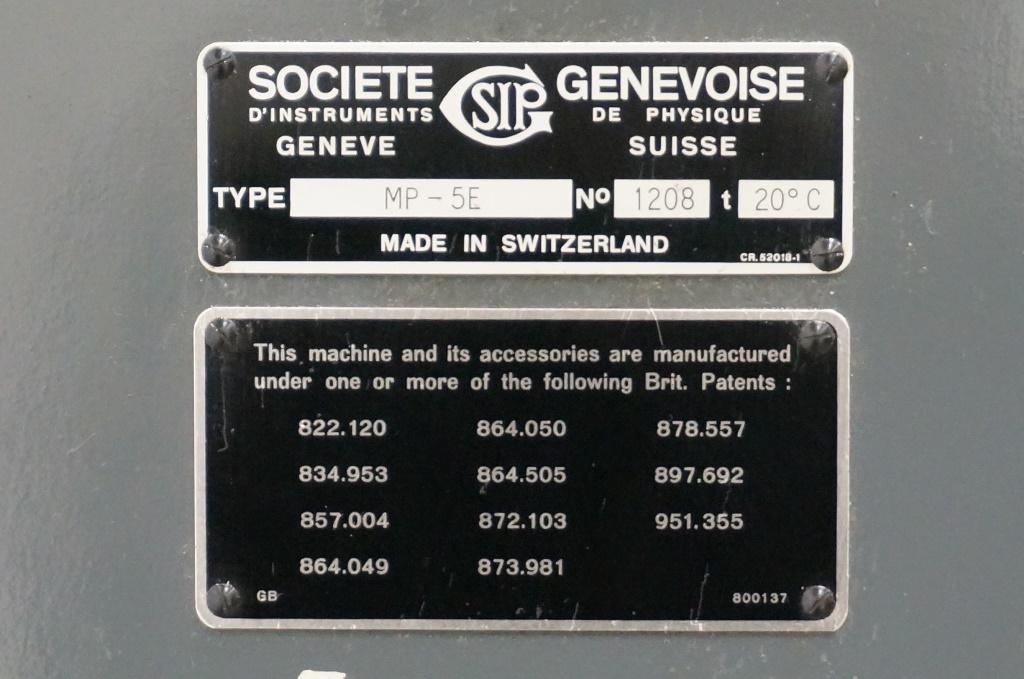 SOCIETE SIP GENEVOISE
D'INSTRUMENTS DE PHYSIQUE
GENEVE SUISSE
TYPE MP-5E No 1208 t 20° C
MADE IN SWITZERLAND
CR.52018-1
This machine and its accessories are manufactured
under one or more of the following Brit. Patents :
822.120 864.050 878.557
834.953 864.505 897.692
857.004 872.103 951.355
864.049 873.981
GB 800137